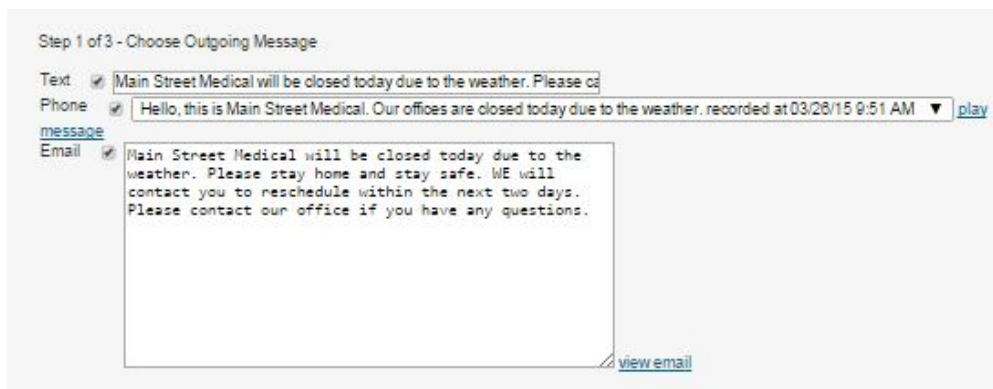 Step 1 of 3 - Choose Outgoing Message
Text Main Street Medical will be closed today due to the weather. Please ca
Phone Hello, this is Main Street Medical. Our offices are closed today due to the weather. recorded at 03/26/15 9:51 AM ▼ play
message
Email Main Street Medical will be closed today due to the
weather. Please stay home and stay safe. WE will
contact you to reschedule within the next two days.
Please contact our office if you have any questions.
view email